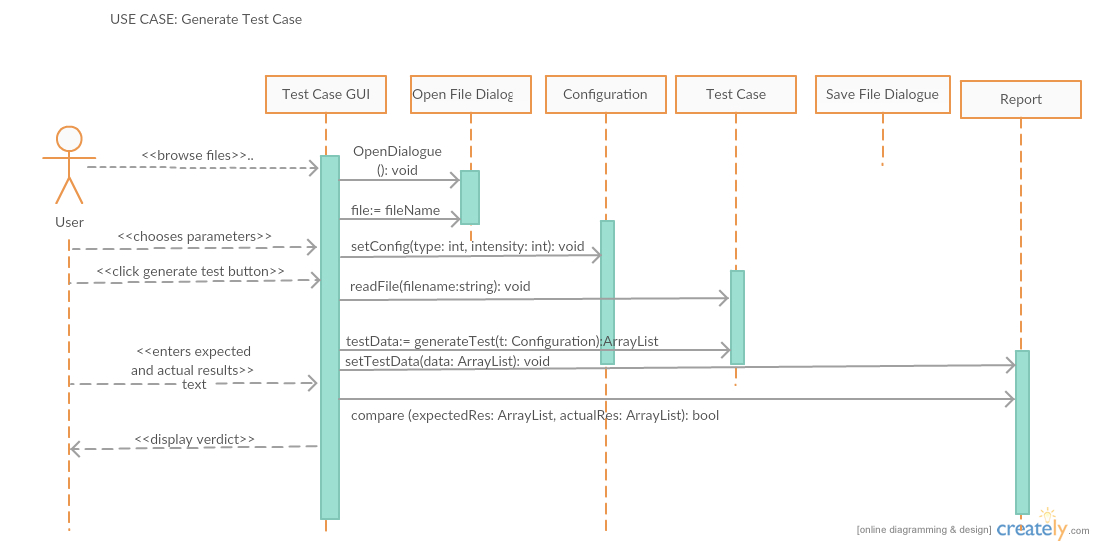 USE CASE: Generate Test Case
Test Case GUI
Open File Dialog
Configuration
Test Case
Save File Dialogue
Report
User
<<browse files>>..
OpenDialogue
(): void
file:= fileName
<<chooses parameters>>
setConfig(type: int, intensity: int): void
<<click generate test button>>
readFile(filename:string): void
testData:= generateTest(t: Configuration):ArrayList
<<enters expected
and actual results>>
text
setTestData(data: ArrayList): void
compare (expectedRes: ArrayList, actualRes: ArrayList): bool
<<display verdict>>
[online diagramming & design] creately.com